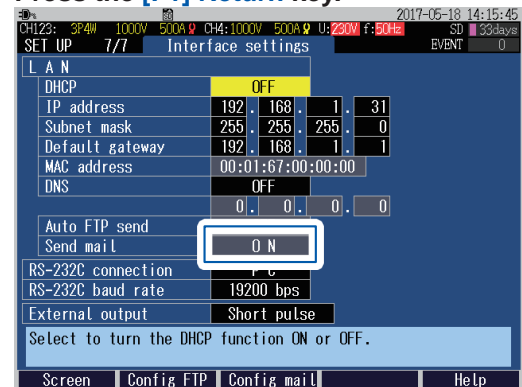 Press the [F1] Return key.
2017-05-18 14:15:45
CH123: 3P4W 1000V 500A CH4:1000V 500A U:230V f:50Hz SD 33days
SET UP 7/7 Interface settings EVENT 0
LAN
DHCP OFF
IP address 192. 168. 1. 31
Subnet mask 255. 255. 255. 0
Default gateway 192. 168. 1. 1
MAC address 00:01:67:00:00:00
DNS OFF
0. 0. 0. 0
Auto FTP send
Send mail ON
RS-232C connection PC
RS-232C baud rate 19200 bps
External output Short pulse
Select to turn the DHCP function ON or OFF.
Screen Config FTP Config mail Help